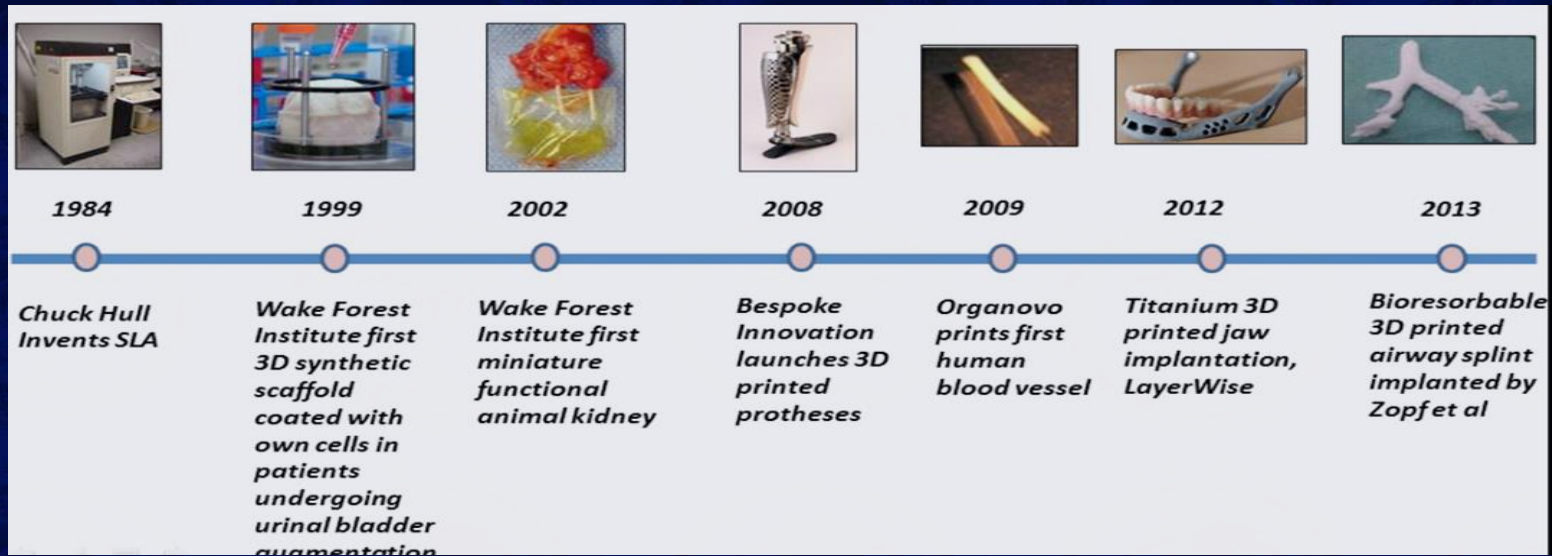 1984
1999
2002
2008
2009
2012
2013
Chuck Hull
Invents SLA
Wake Forest
Institute first
3D synthetic
scaffold
coated with
own cells in
patients
undergoing
urinal bladder
augmentation
Wake Forest
Institute first
miniature
functional
animal kidney
Bespoke
Innovation
launches 3D
printed
protheses
Organovo
prints first
human
blood vessel
Titanium 3D
printed jaw
implantation,
LayerWise
Bioresorbable
3D printed
airway splint
implanted by
Zopf et al